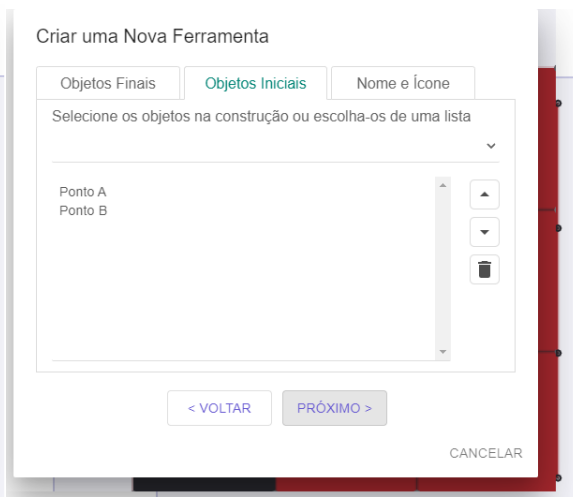 Criar uma Nova Ferramenta
Objetos Finais
Objetos Iniciais
Nome e Ícone
Selecione os objetos na construção ou escolha-os de uma lista
Ponto A
Ponto B
< VOLTAR
PRÓXIMO >
CANCELAR